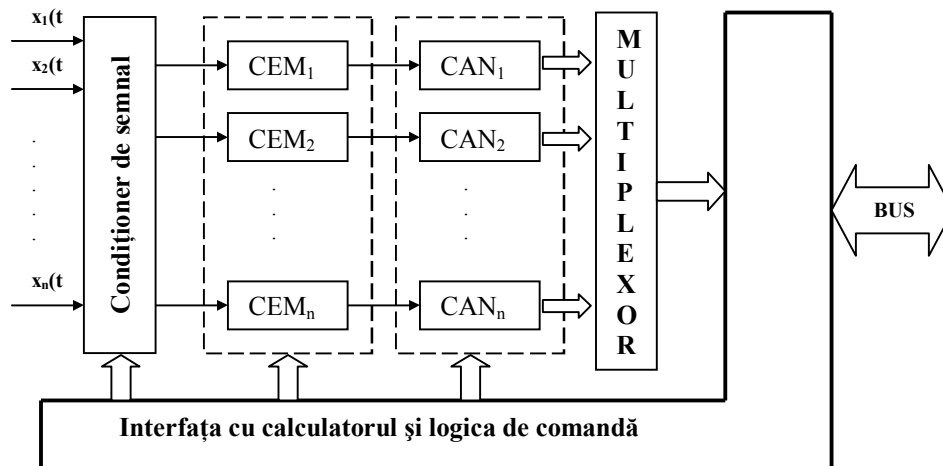 x1(t
x2(t
xn(t
Condiționer de semnal
CEM1
CEM2
CEMn
CAN1
CAN2
CANn
MULTIPLEXOR
BUS
Interfața cu calculatorul şi logica de comandă